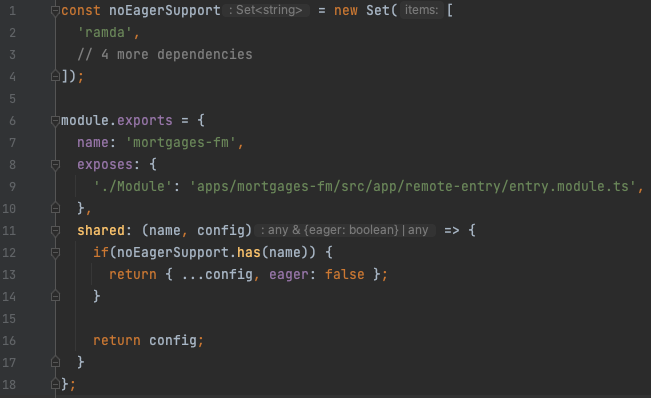 1 const noEagerSupport : Set<string> = new Set( items: [
2 'ramda',
3 // 4 more dependencies
4 ]);
5
6 module.exports = {
7 name: 'mortgages-fm',
8 exposes: {
9 './Module': 'apps/mortgages-fm/src/app/remote-entry/entry.module.ts',
10 },
11 shared: (name, config) : any & {eager: boolean} | any => {
12 if(noEagerSupport.has(name)) {
13 return { ...config, eager: false };
14 }
15
16 return config;
17 }
18 };